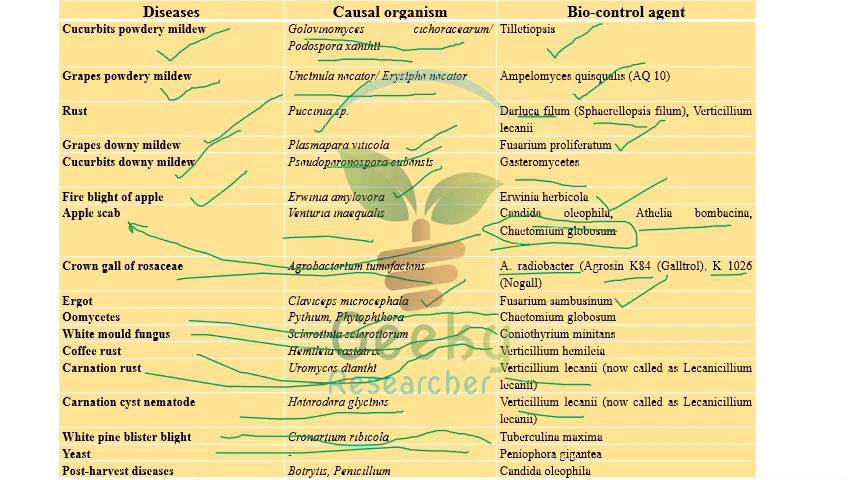 Diseases Causal organism Bio-control agent
Cucurbits powdery mildew Golovinomyces cichoracearum/ Tilletiopsis
Podospora xanthii
Grapes powdery mildew Uncinula necator/ Erysiphe necator Ampelomyces quisqualis (AQ 10)
Rust Puccinia sp. Darluca filum (Sphaerellopsis filum), Verticillium
lecanii
Grapes downy mildew Plasmapara viticola Fusarium proliferatum
Cucurbits downy mildew Pseudoperonospora cubensis Gasteromycetes
Fire blight of apple Erwinia amylovora Erwinia herbicola
Apple scab Venturia inaequalis Candida oleophila, Athelia bombacina,
Chaetomium globosum
Crown gall of rosaceae Agrobacterium tumefaciens A. radiobacter (Agrosin K84 (Galltrol), K 1026
(Nogall)
Ergot Claviceps microcephala Fusarium sambusinum
Oomycetes Pythium, Phytophthora Chaetomium globosum
White mould fungus Sclerotinia sclerotiorum Coniothyrium minitans
Coffee rust Hemileia vastatrix Verticillium hemileia
Carnation rust Uromyces dianthi Verticillium lecanii (now called as Lecanicillium
lecanii)
Carnation cyst nematode Heterodera glycines Verticillium lecanii (now called as Lecanicillium
lecanii)
White pine blister blight Cronartium ribicola Tuberculina maxima
Yeast - Peniophora gigantea
Post-harvest diseases Botrytis, Penicillium Candida oleophila
Geeky
Researcher